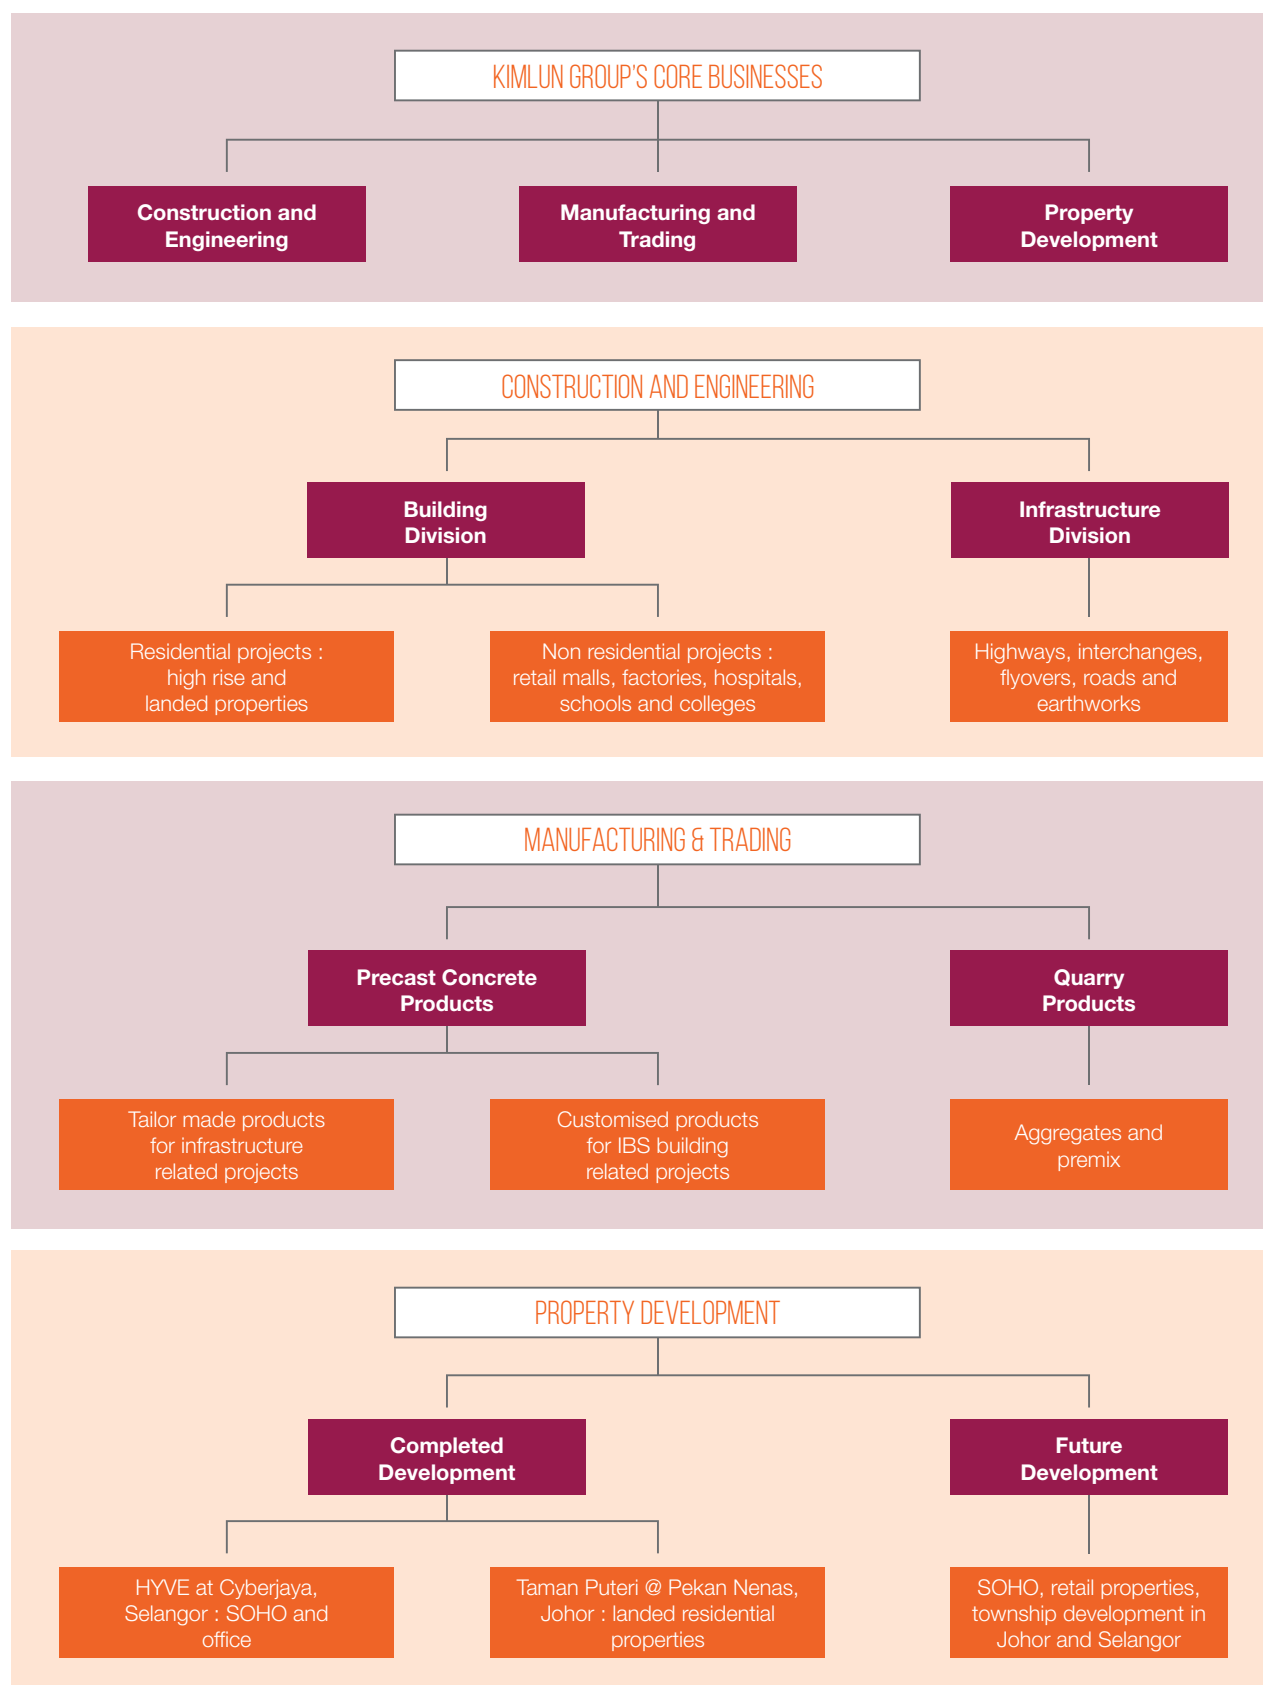 KIMLUN GROUP'S CORE BUSINESSES
Construction and
Engineering
Manufacturing and
Trading
Property
Development
CONSTRUCTION AND ENGINEERING
Building
Division
Infrastructure
Division
Residential projects :
high rise and
landed properties
Non residential projects :
retail malls, factories, hospitals,
schools and colleges
Highways, interchanges,
flyovers, roads and
earthworks
MANUFACTURING & TRADING
Precast Concrete
Products
Quarry
Products
Tailor made products
for infrastructure
related projects
Customised products
for IBS building
related projects
Aggregates and
premix
PROPERTY DEVELOPMENT
Completed
Development
Future
Development
HYVE at Cyberjaya,
Selangor : SOHO and
office
Taman Puteri @ Pekan Nenas,
Johor : landed residential
properties
SOHO, retail properties,
township development in
Johor and Selangor